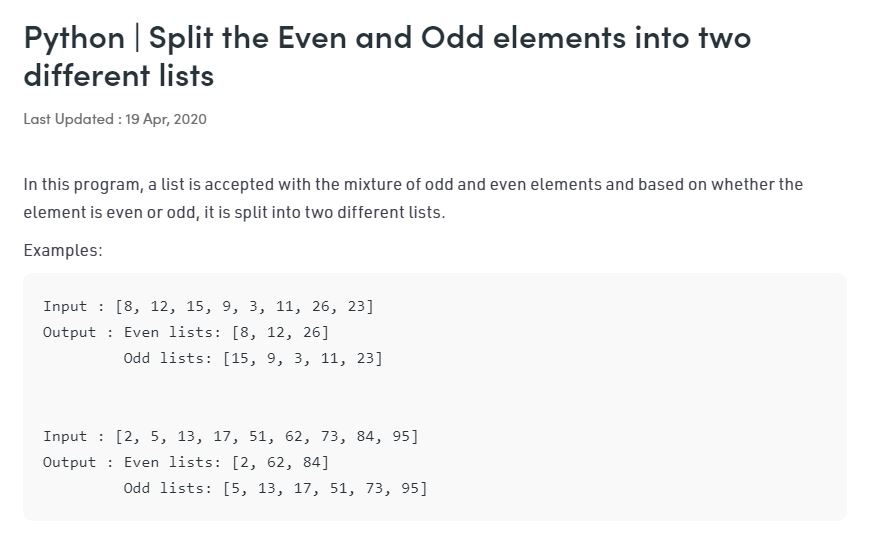 Python | Split the Even and Odd elements into two
different lists
Last Updated : 19 Apr, 2020
In this program, a list is accepted with the mixture of odd and even elements and based on whether the
element is even or odd, it is split into two different lists.
Examples:
Input : [8, 12, 15, 9, 3, 11, 26, 23]
Output : Even lists: [8, 12, 26]
Odd lists: [15, 9, 3, 11, 23]
Input : [2, 5, 13, 17, 51, 62, 73, 84, 95]
Output : Even lists: [2, 62, 84]
Odd lists: [5, 13, 17, 51, 73, 95]